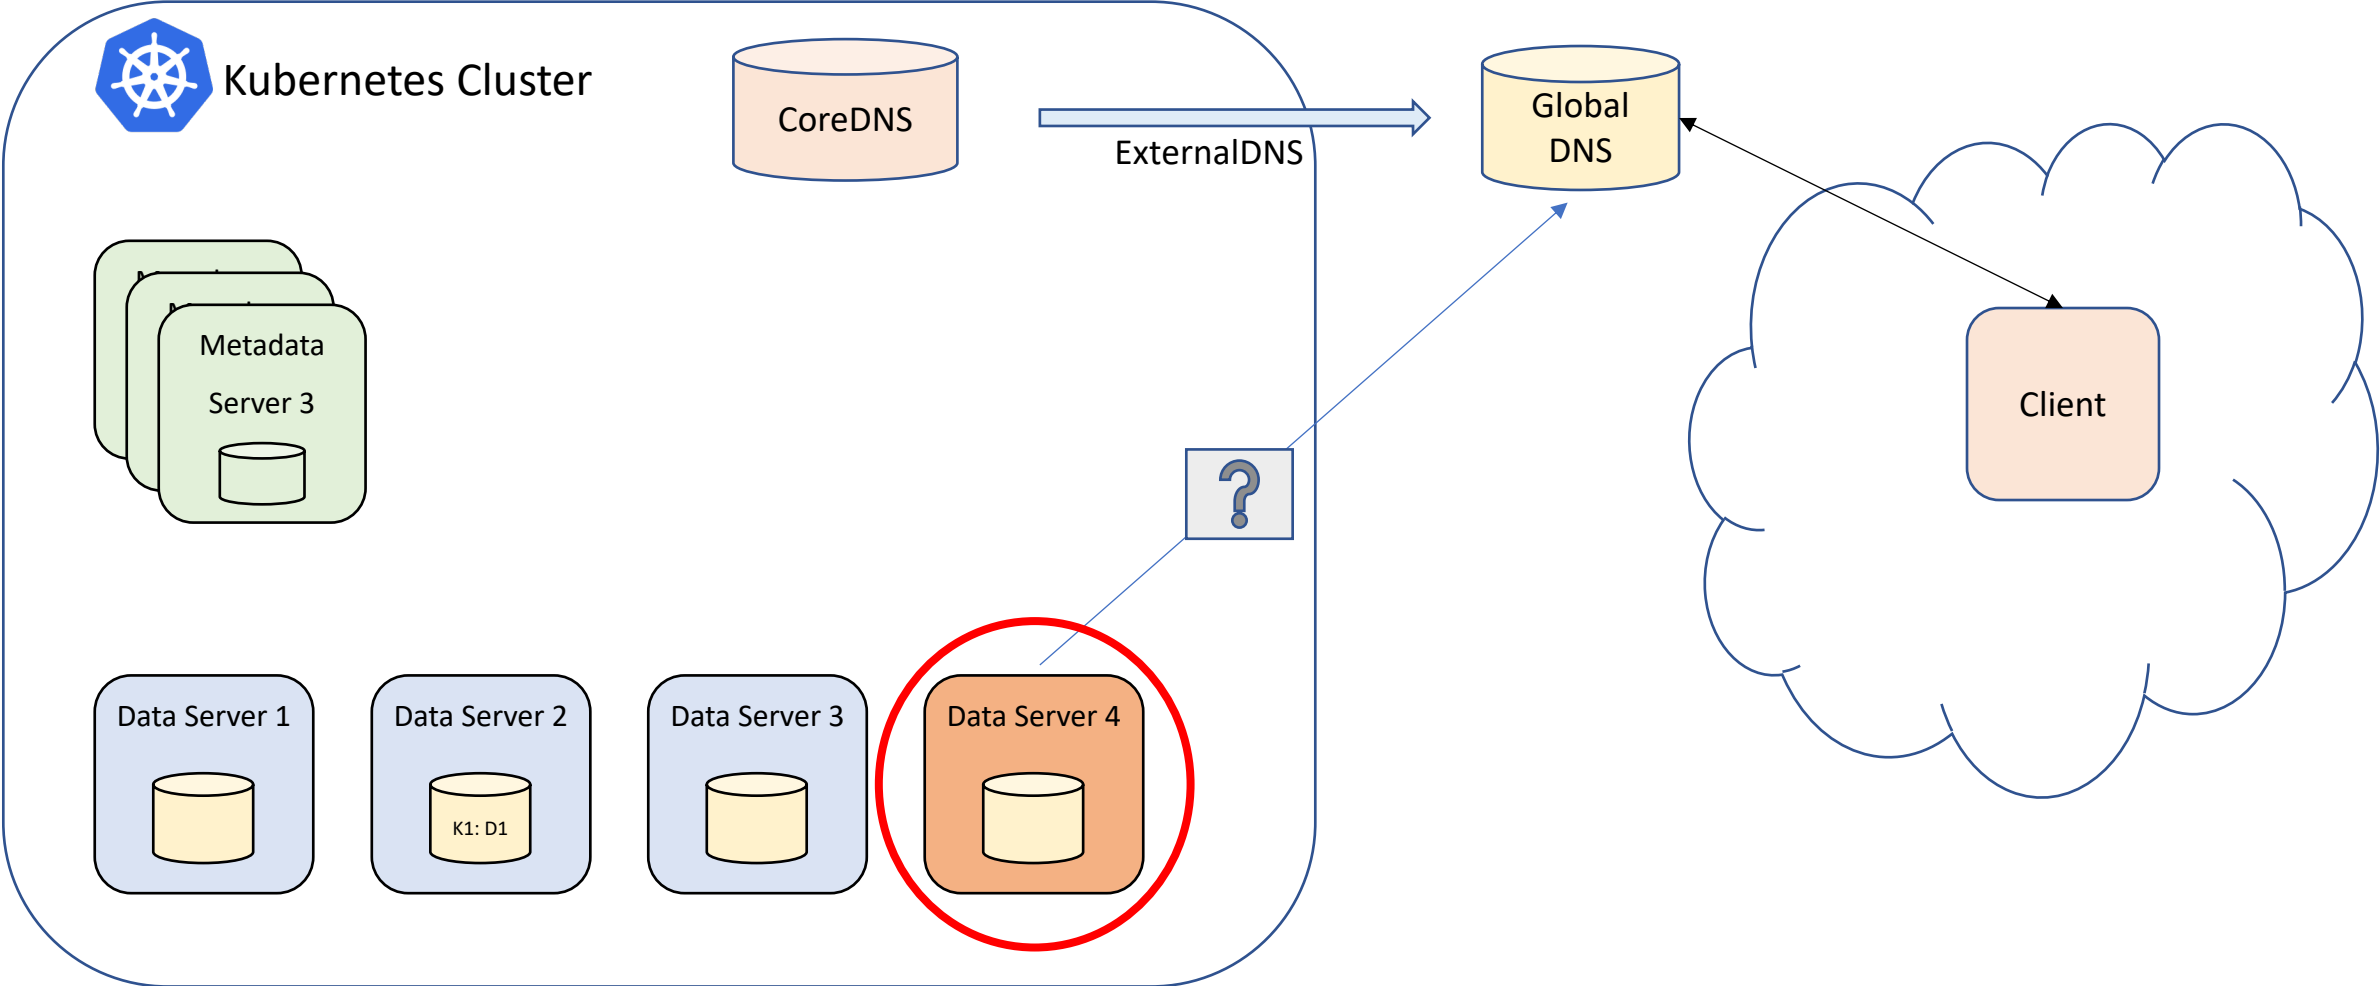 Kubernetes Cluster
CoreDNS
ExternalDNS
Global
DNS
Metadata
Server 3
Client
?
Data Server 1
Data Server 2
K1: D1
Data Server 3
Data Server 4